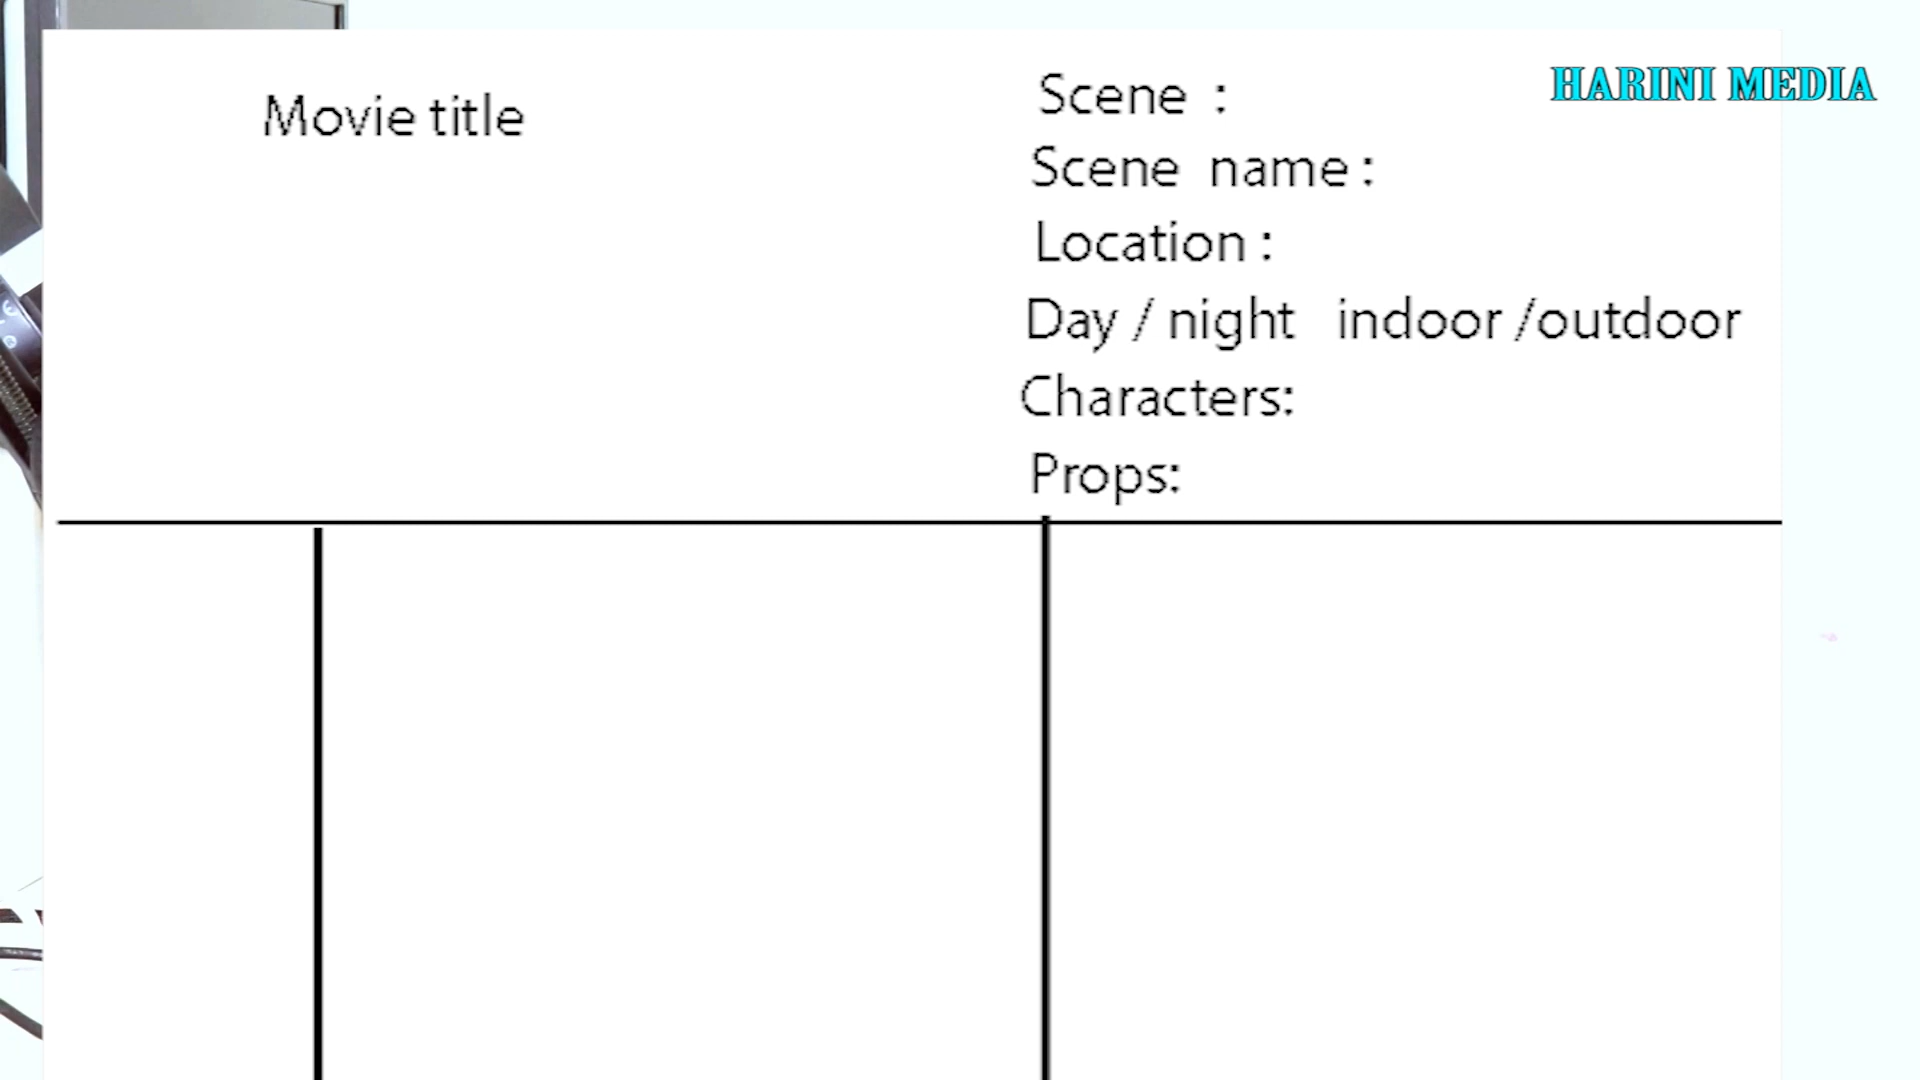 Movie title
Scene :
Scene name :
Location :
Day / night indoor /outdoor
Characters:
Props:
HARINI MEDIA